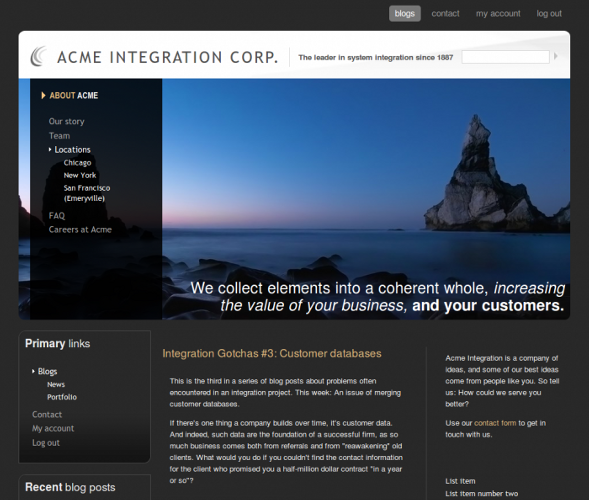 blogs contact my account log out
ACME INTEGRATION CORP. The leader in system integration since 1887
ABOUT ACME
Our story
Team
Locations
Chicago
New York
San Francisco
(Emeryville)
FAQ
Careers at Acme
We collect elements into a coherent whole, increasing
the value of your business, and your customers.
Primary links
Blogs
News
Portfolio
Contact
My account
Log out
Recent blog posts
Integration Gotchas #3: Customer databases
This is the third in a series of blog posts about problems often
encountered in an integration project. This week: An issue of merging
customer databases.
If there's one thing a company builds over time, it's customer data.
And indeed, such data are the foundation of a successful firm, as so
much business comes both from referrals and from "reawakening" old
clients. What would you do if you couldn't find the contact information
for the client who promised you a half-million dollar contract "in a year
or so"?
Acme Integration is a company of
ideas, and some of our best ideas
come from people like you. So tell
us: How could we serve you
better?
Use our contact form to get in
touch with us.
List Item
List item number two